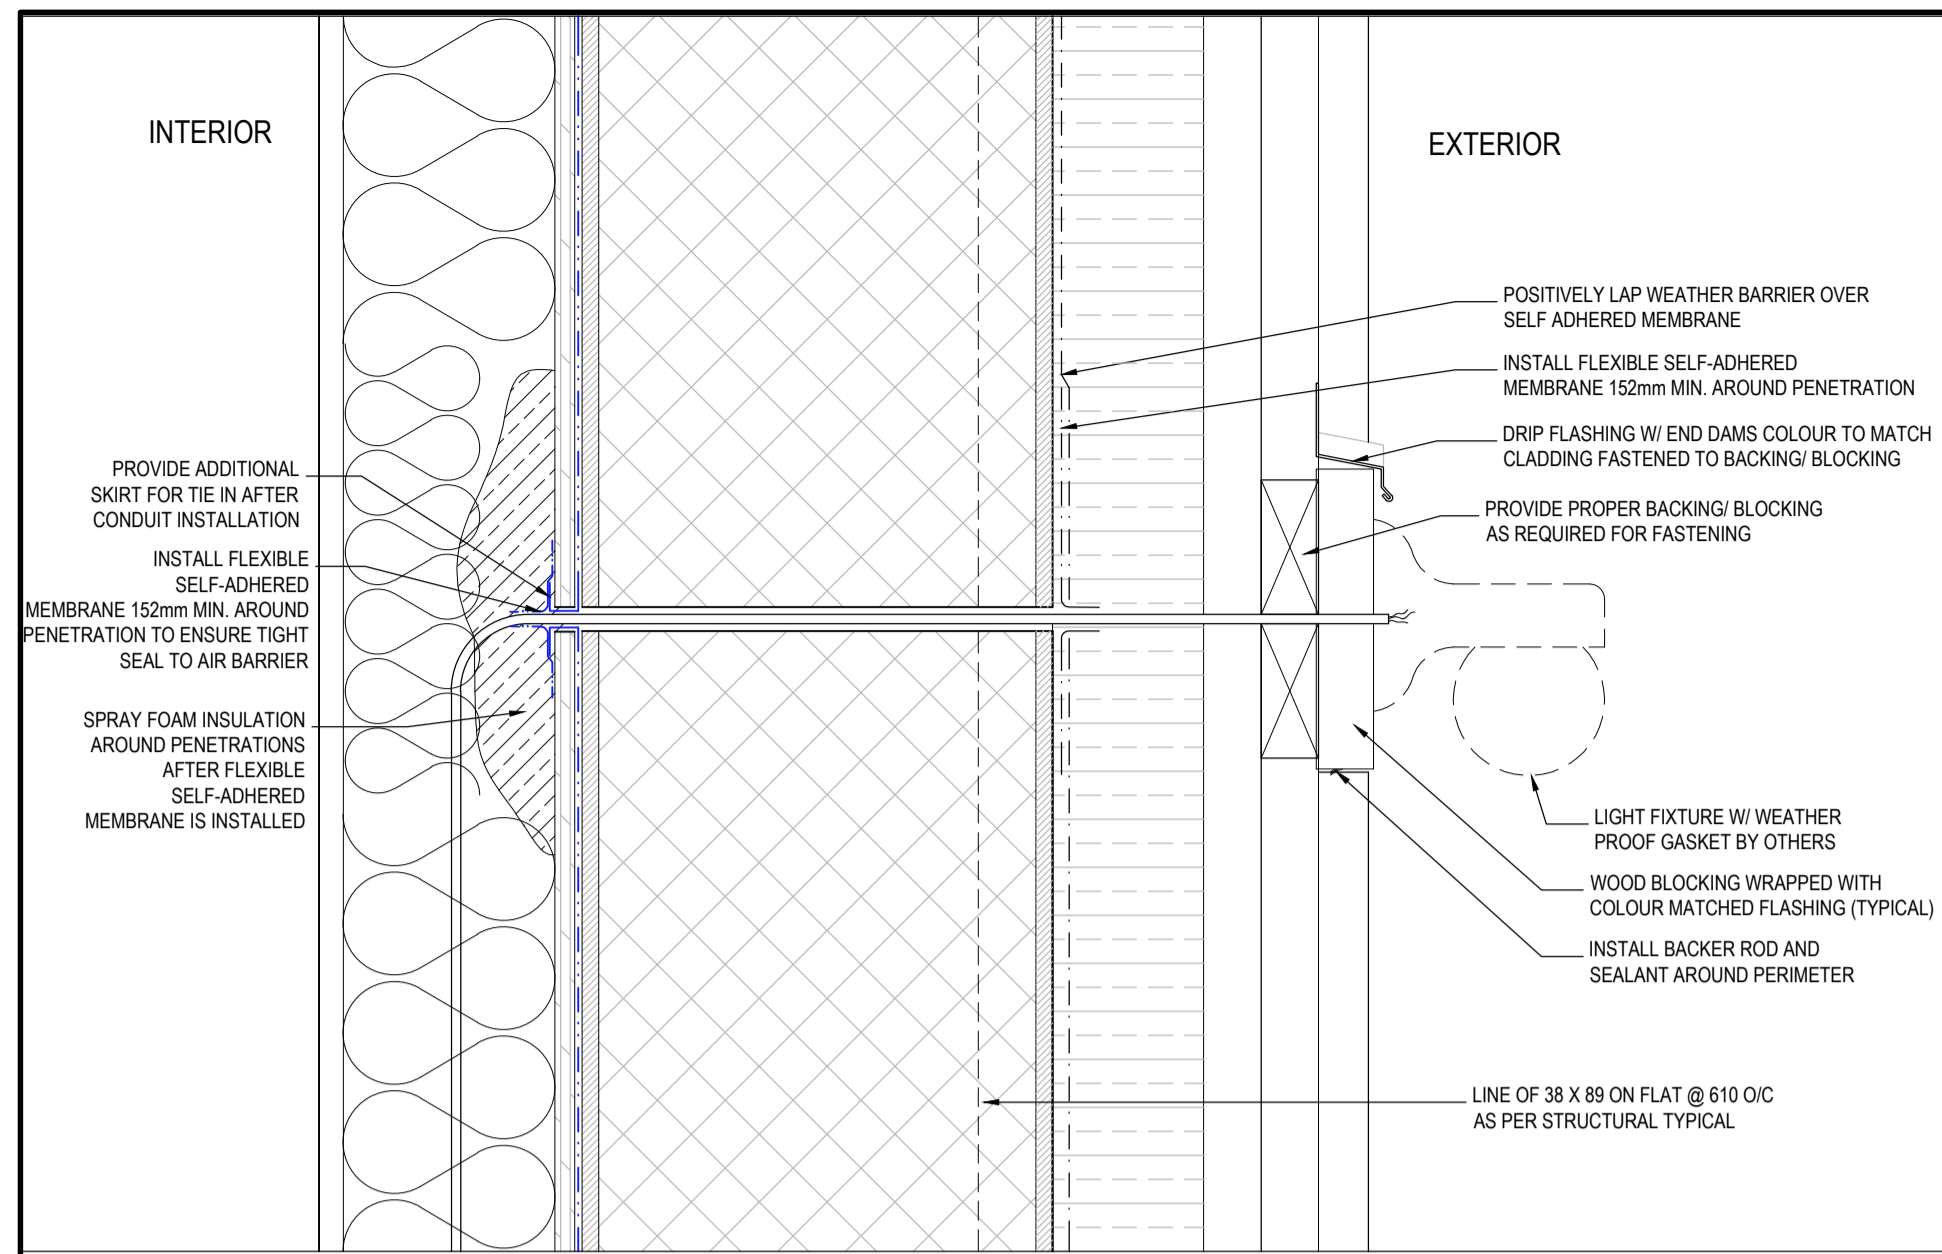 INTERIOR
EXTERIOR
PROVIDE ADDITIONAL
SKIRT FOR TIE IN AFTER
CONDUIT INSTALLATION
INSTALL FLEXIBLE
SELF-ADHERED
MEMBRANE 152mm MIN. AROUND
PENETRATION TO ENSURE TIGHT
SEAL TO AIR BARRIER
SPRAY FOAM INSULATION
AROUND PENETRATIONS
AFTER FLEXIBLE
SELF-ADHERED
MEMBRANE IS INSTALLED
POSITIVELY LAP WEATHER BARRIER OVER
SELF ADHERED MEMBRANE
INSTALL FLEXIBLE SELF-ADHERED
MEMBRANE 152mm MIN. AROUND PENETRATION
DRIP FLASHING W/ END DAMS COLOUR TO MATCH
CLADDING FASTENED TO BACKING/ BLOCKING
PROVIDE PROPER BACKING/ BLOCKING
AS REQUIRED FOR FASTENING
LIGHT FIXTURE W/ WEATHER
PROOF GASKET BY OTHERS
WOOD BLOCKING WRAPPED WITH
COLOUR MATCHED FLASHING (TYPICAL)
INSTALL BACKER ROD AND
SEALANT AROUND PERIMETER
LINE OF 38 X 89 ON FLAT @ 610 O/C
AS PER STRUCTURAL TYPICAL